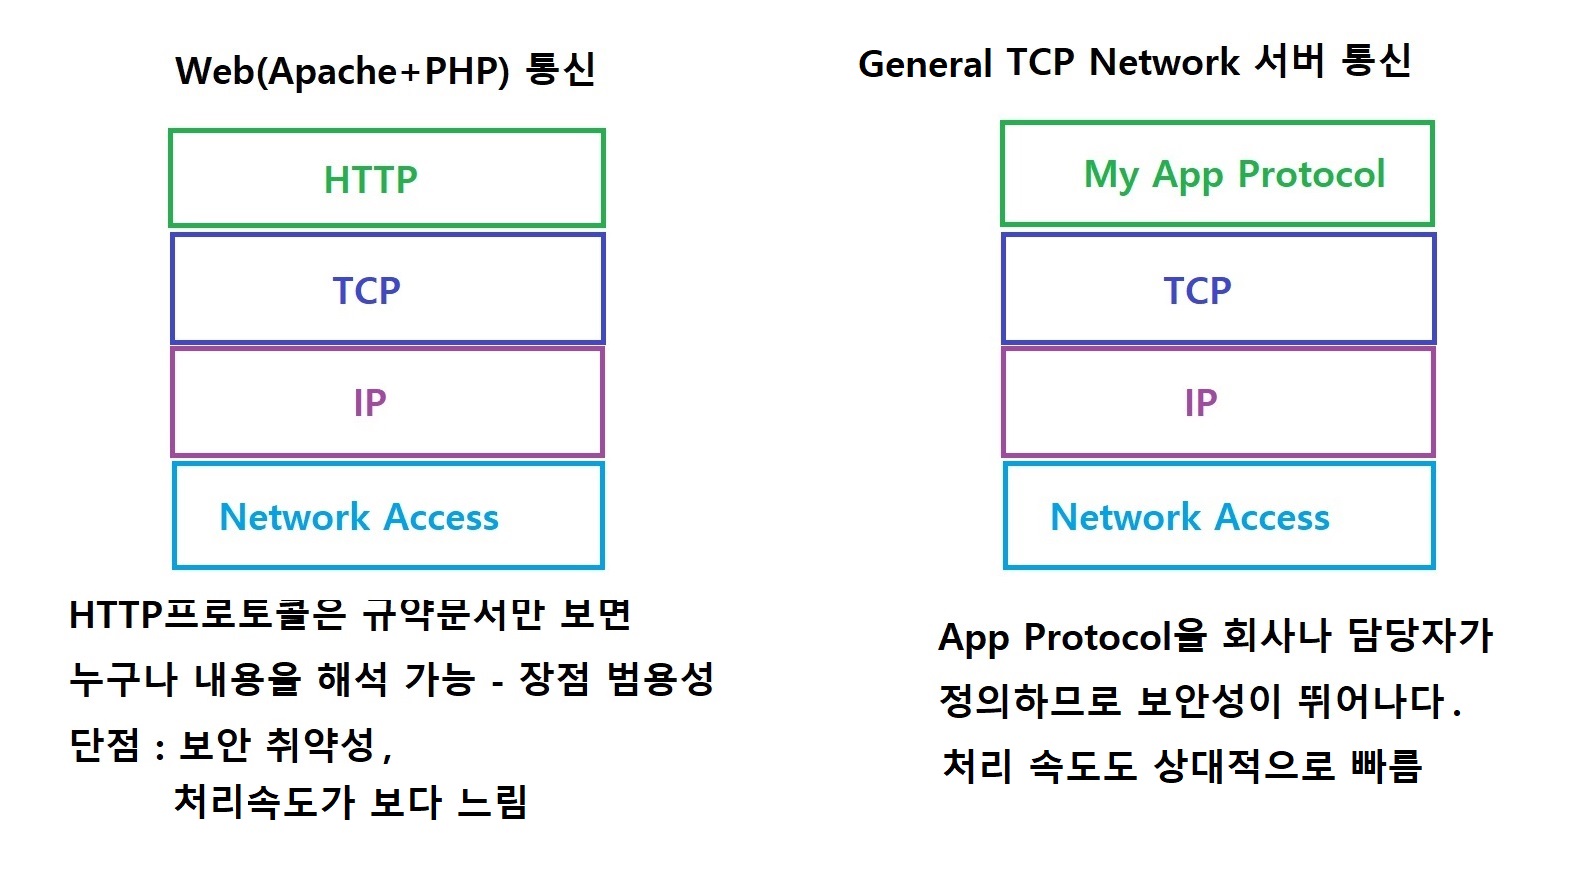 Web(Apache+PHP) 통신
HTTP
TCP
IP
Network Access
HTTP프로토콜은 규약문서만 보면
누구나 내용을 해석 가능 - 장점 범용성
단점 : 보안 취약성,
처리속도가 보다 느림
General TCP Network 서버 통신
My App Protocol
TCP
IP
Network Access
App Protocol을 회사나 담당자가
정의하므로 보안성이 뛰어나다.
처리 속도도 상대적으로 빠름